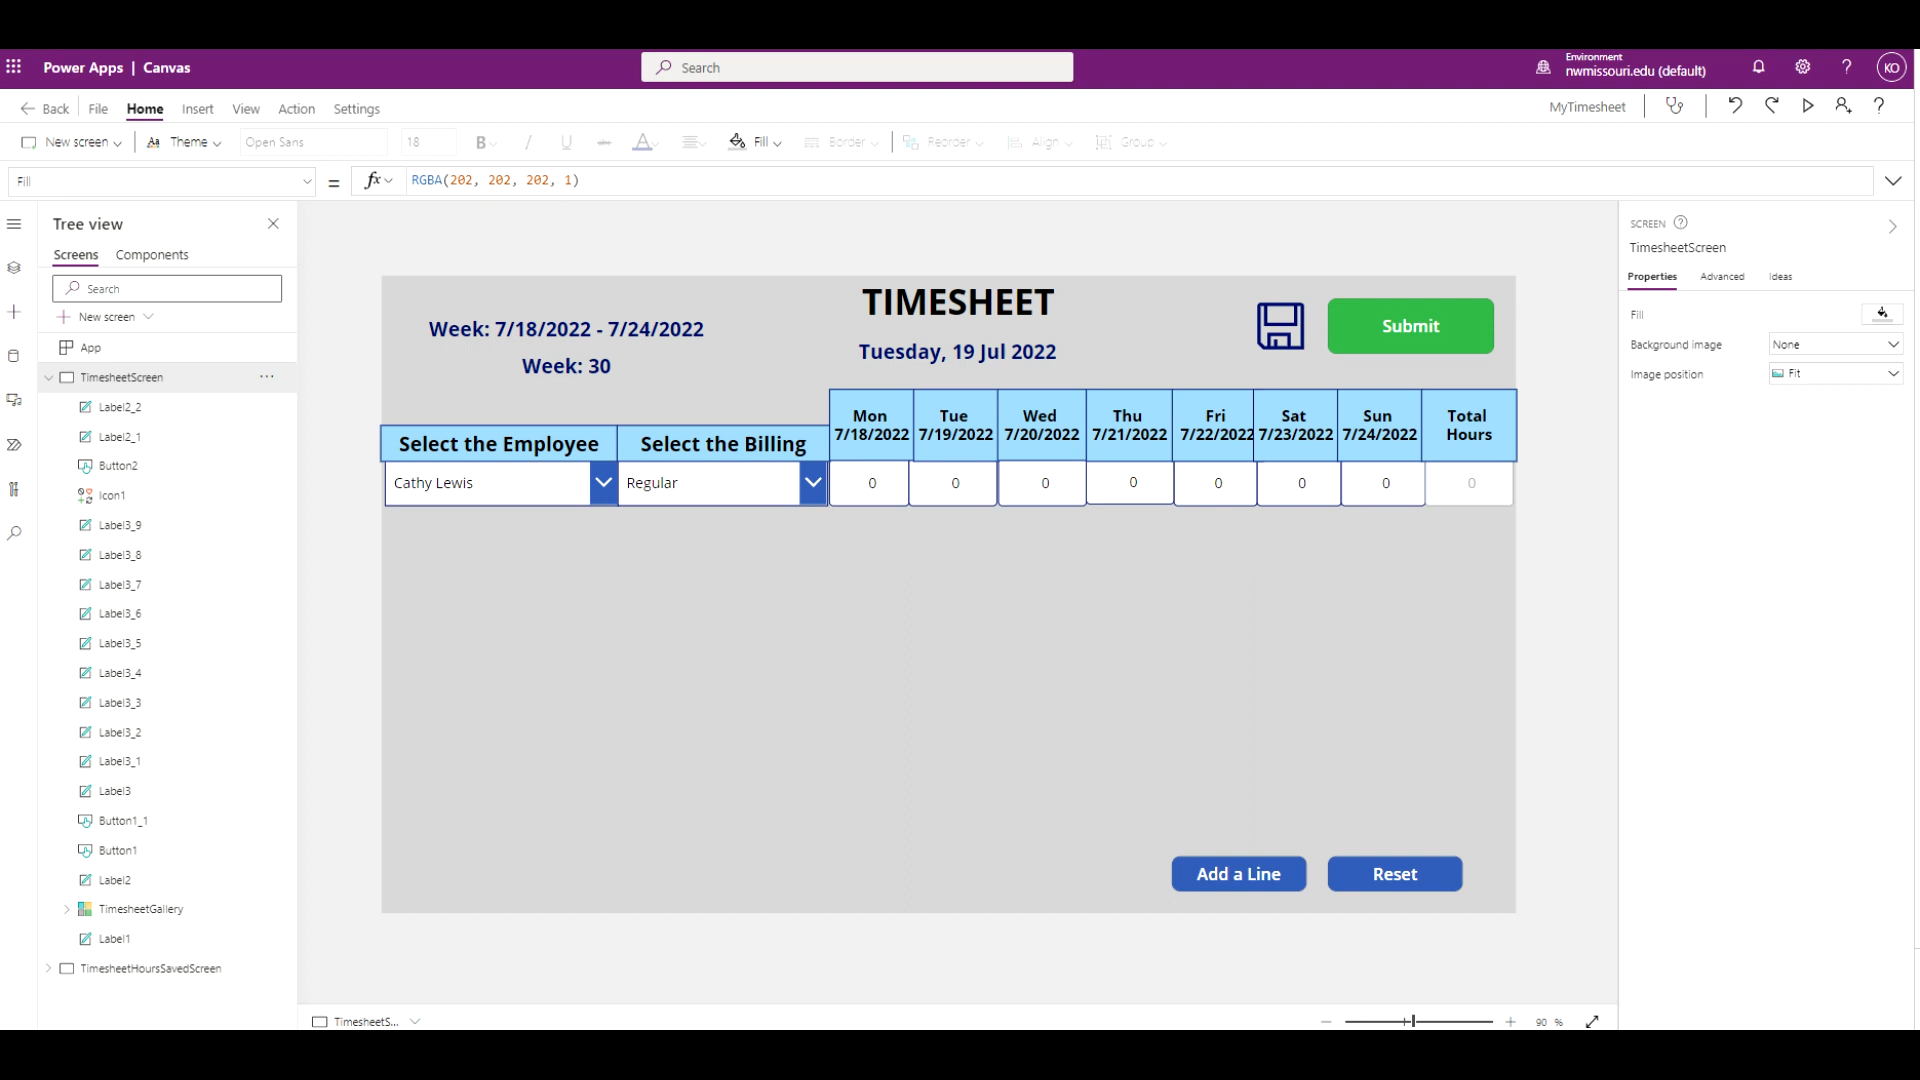 Power Apps | Canvas
Search
Environment
nwmissouri.edu (default)
KO
Back
File
Home
Insert
View
Action
Settings
MyTimesheet
New screen
Theme
Open Sans
18
Fill
Border
Reorder
Align
Group
Fill
=
fx
RGBA(202, 202, 202, 1)
Tree view
Screens
Components
Search
New screen
App
TimesheetScreen
Label2_2
Label2_1
Button2
Icon1
Label3_9
Label3_8
Label3_7
Label3_6
Label3_5
Label3_4
Label3_3
Label3_2
Label3_1
Label3
Button1_1
Button1
Label2
TimesheetGallery
Label1
TimesheetHoursSavedScreen
TIMESHEET
Week: 7/18/2022 - 7/24/2022
Week: 30
Tuesday, 19 Jul 2022
Submit
Select the Employee
Select the Billing
Mon
7/18/2022
Tue
7/19/2022
Wed
7/20/2022
Thu
7/21/2022
Fri
7/22/2022
Sat
7/23/2022
Sun
7/24/2022
Total
Hours
Cathy Lewis
Regular
0
0
0
0
0
0
0
0
Add a Line
Reset
TimesheetS...
90 %
SCREEN
TimesheetScreen
Properties
Advanced
Ideas
Fill
Background image
None
Image position
Fit